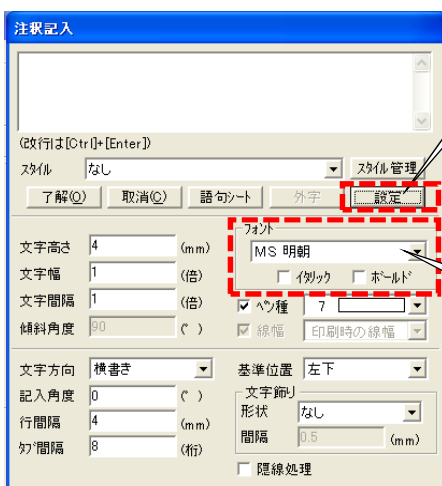 注釈記入
(改行は[Ctrl]+[Enter])
スタイル なし スタイル管理
了解(O) 取消(C) 語句シート 外字 設定
フォント
文字高さ 4 (mm) MS 明朝
文字幅 1 (倍) イタリック ボールド
文字間隔 1 (倍) ペン種 7
傾斜角度 90 (°) 線幅 印刷時の線幅
文字方向 横書き 基準位置 左下
記入角度 0 (°) 文字飾り
行間隔 4 (mm) 形状 なし
タブ間隔 8 (桁) 間隔 0.5 (mm)
隠線処理